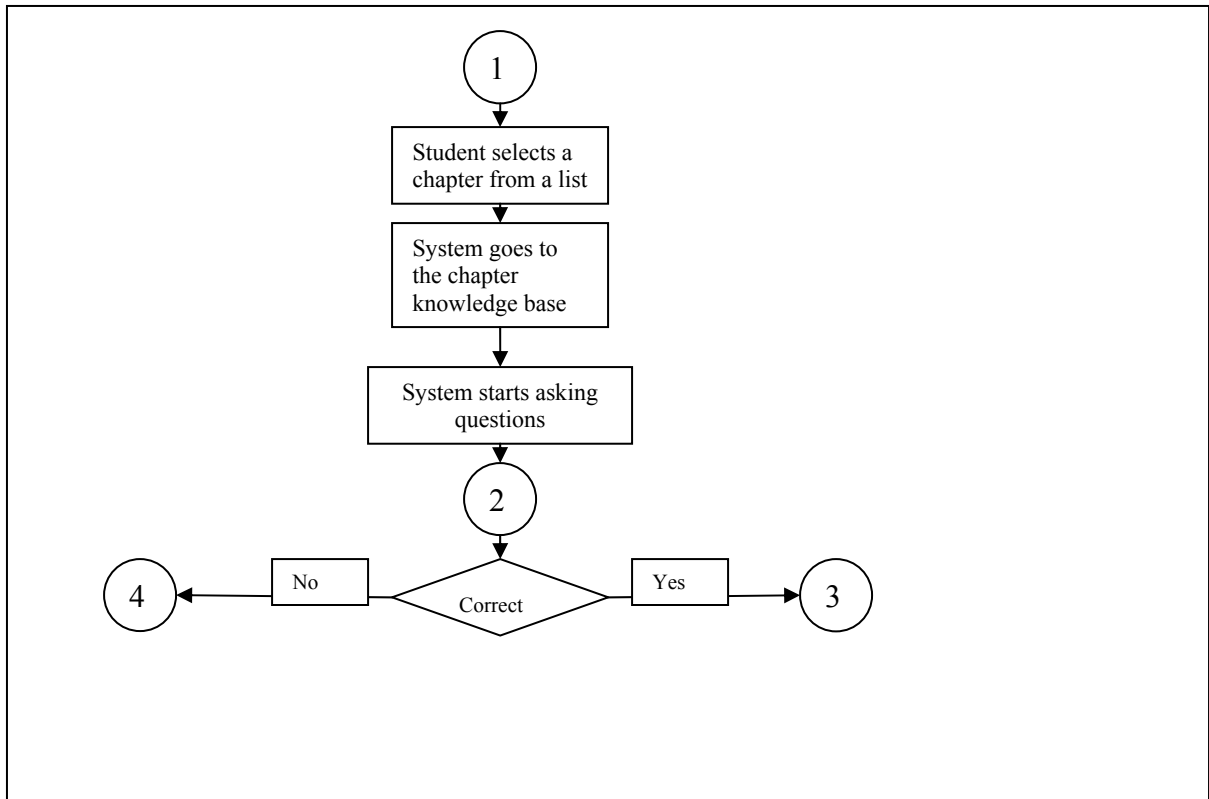 1
Student selects a
chapter from a list
System goes to
the chapter
knowledge base
System starts asking
questions
2
4
No
Correct
Yes
3